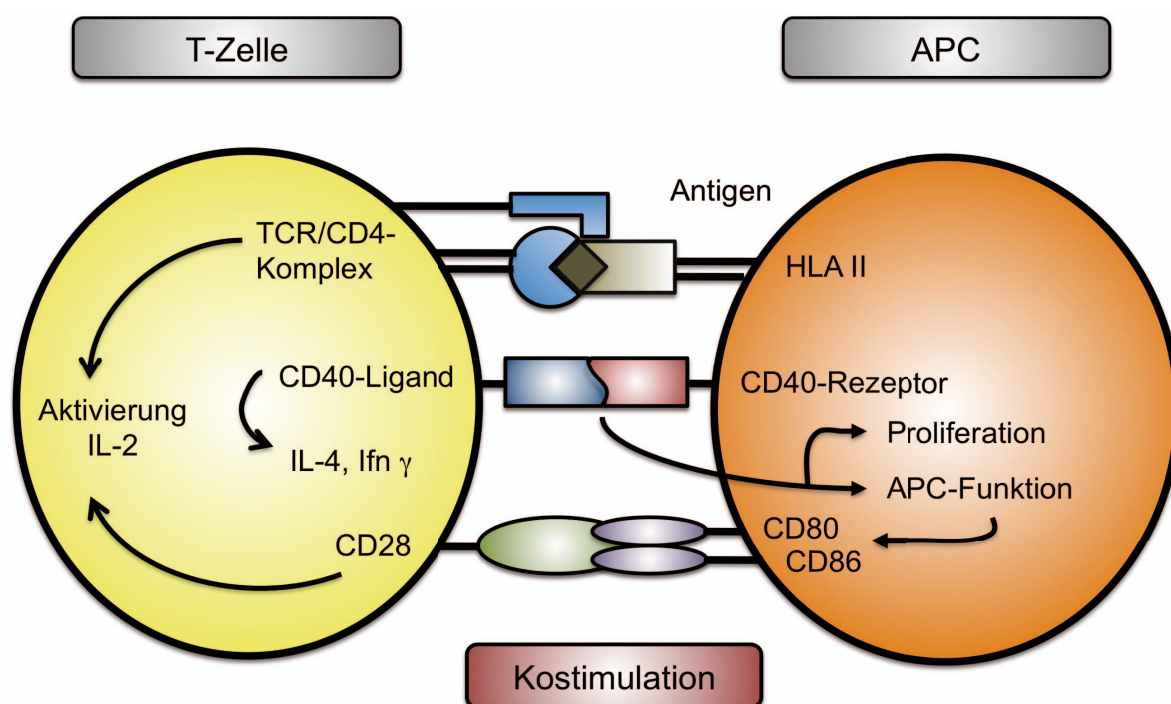 T-Zelle
APC
Antigen
TCR/CD4-
Komplex
HLA II
CD40-Ligand
CD40-Rezeptor
Aktivierung
IL-2
Proliferation
IL-4, Ifn γ
APC-Funktion
CD28
CD80
CD86
Kostimulation